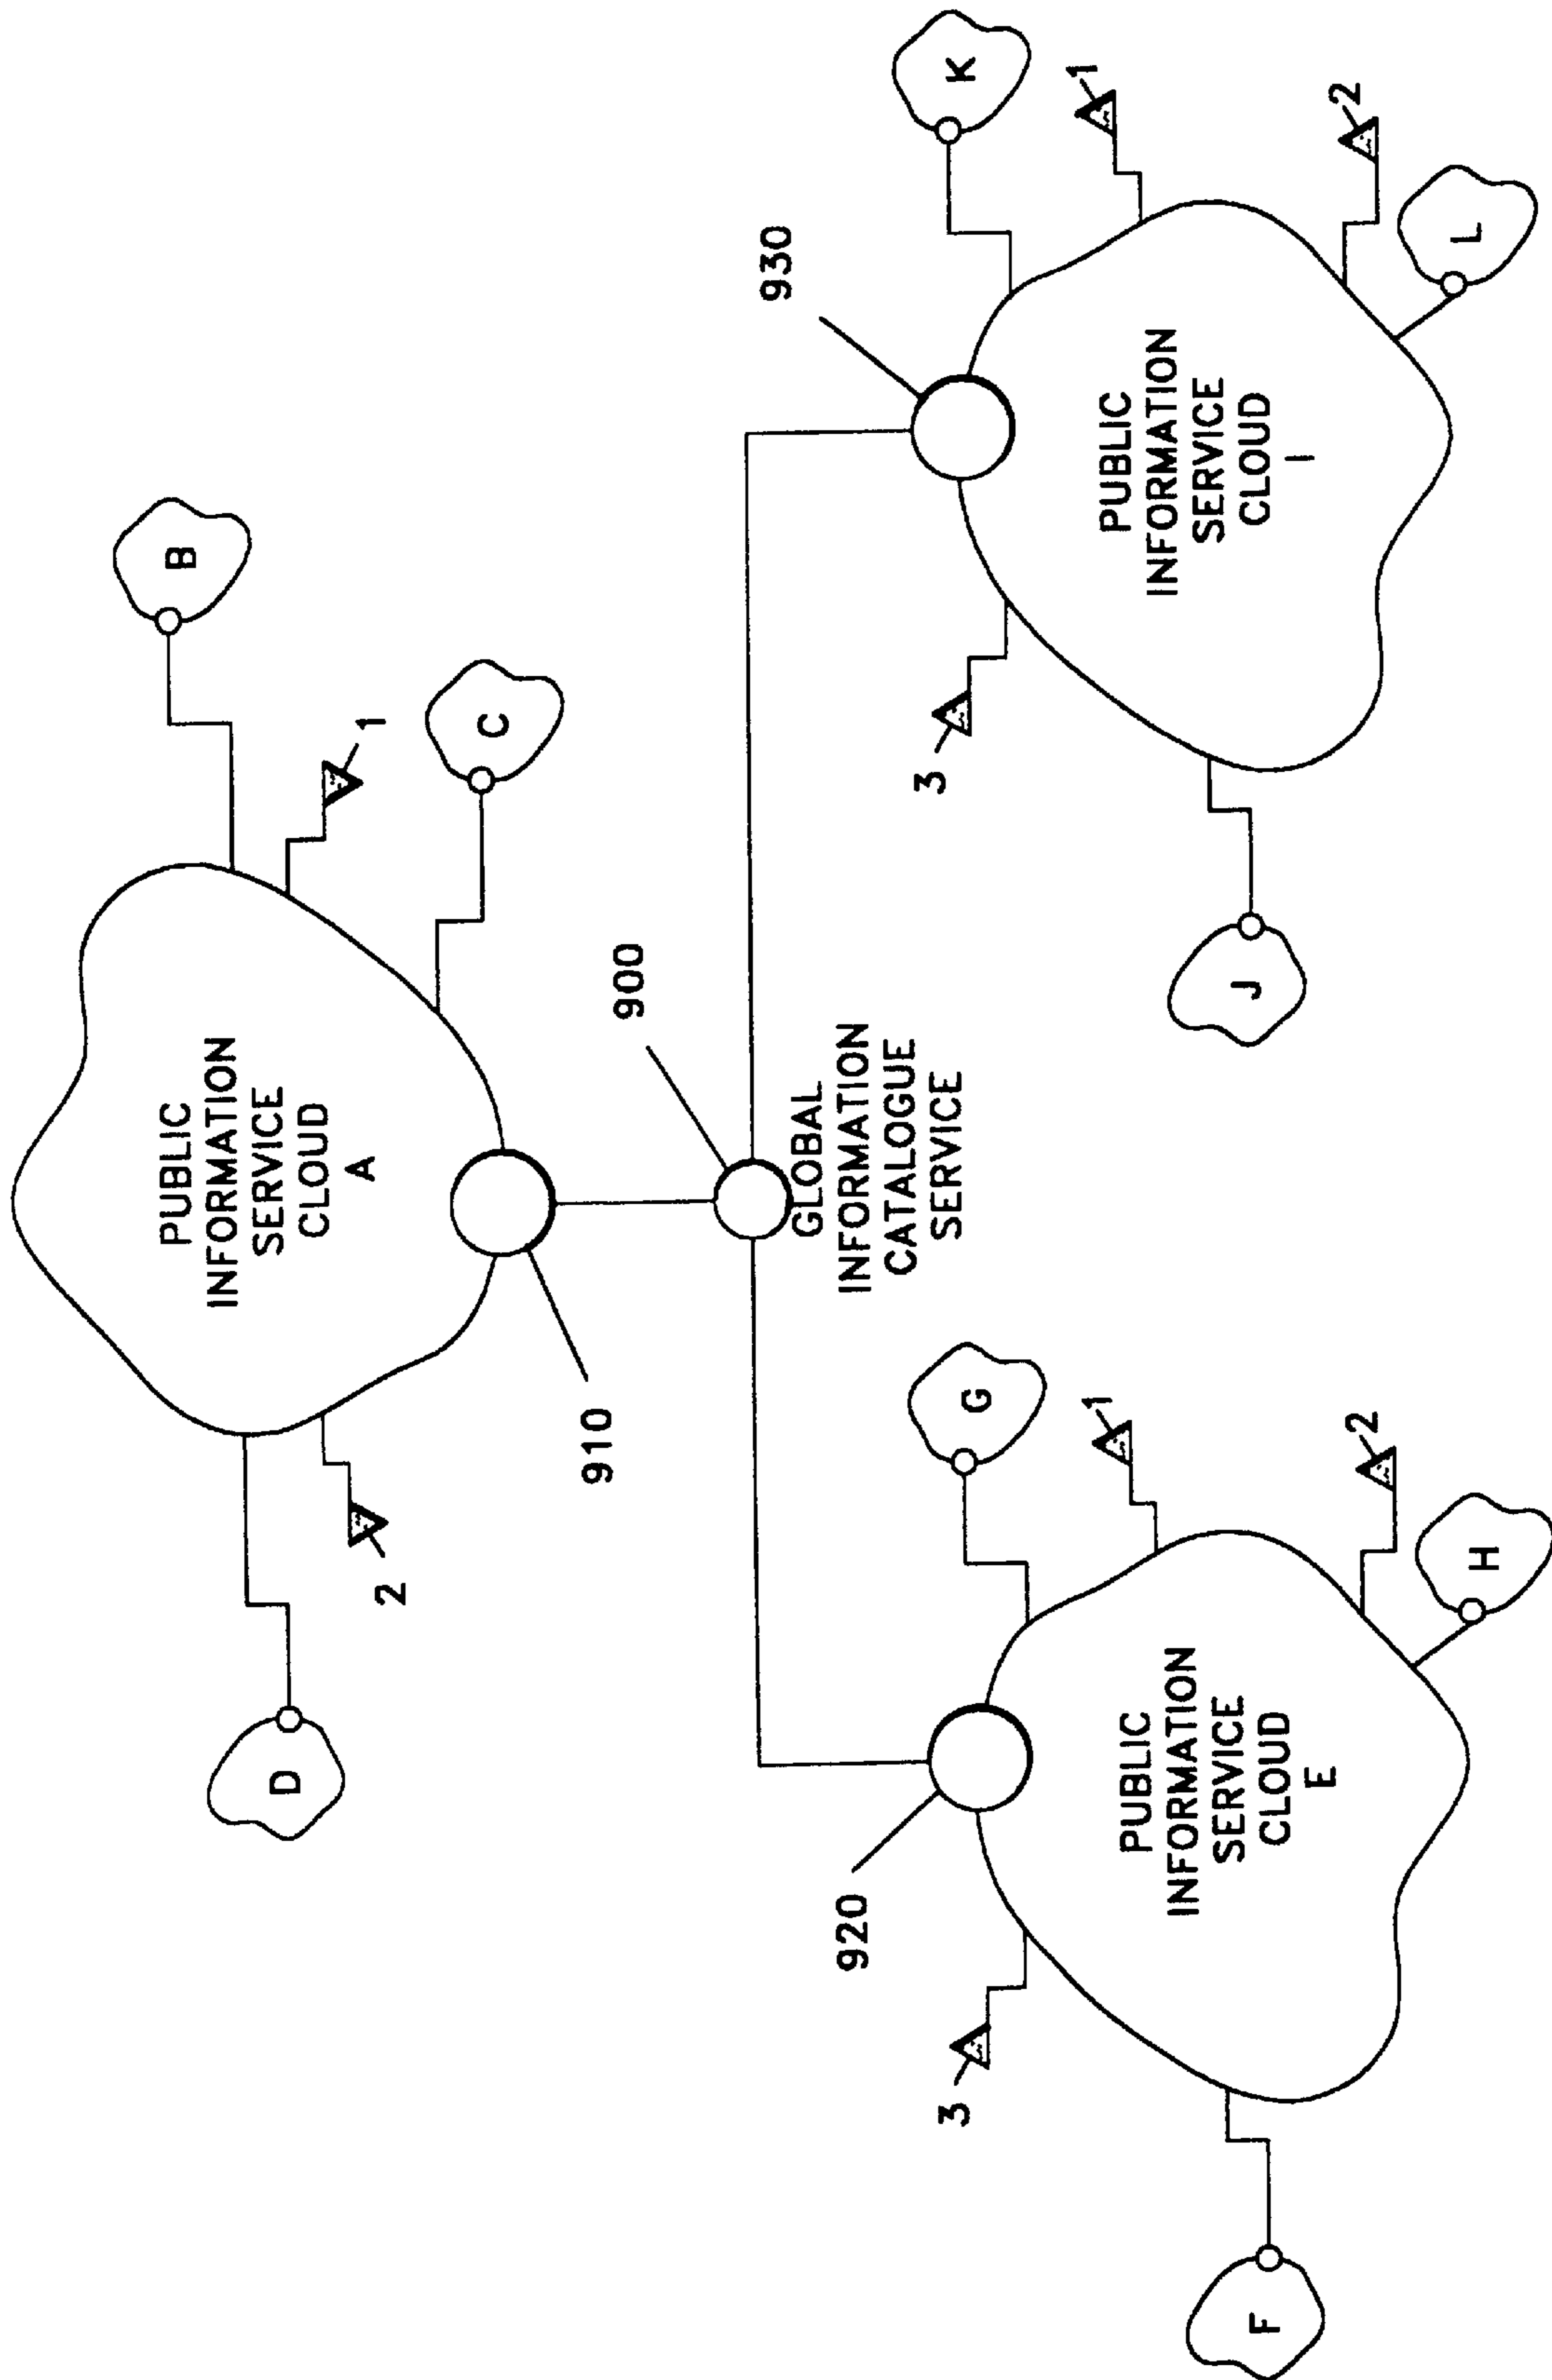 PUBLIC
INFORMATION
SERVICE
CLOUD
A
B
1
C
D
2
910
900
GLOBAL
INFORMATION
CATALOGUE
SERVICE
920
PUBLIC
INFORMATION
SERVICE
CLOUD
E
3
F
G
1
2
H
930
PUBLIC
INFORMATION
SERVICE
CLOUD
I
3
J
K
1
2
L